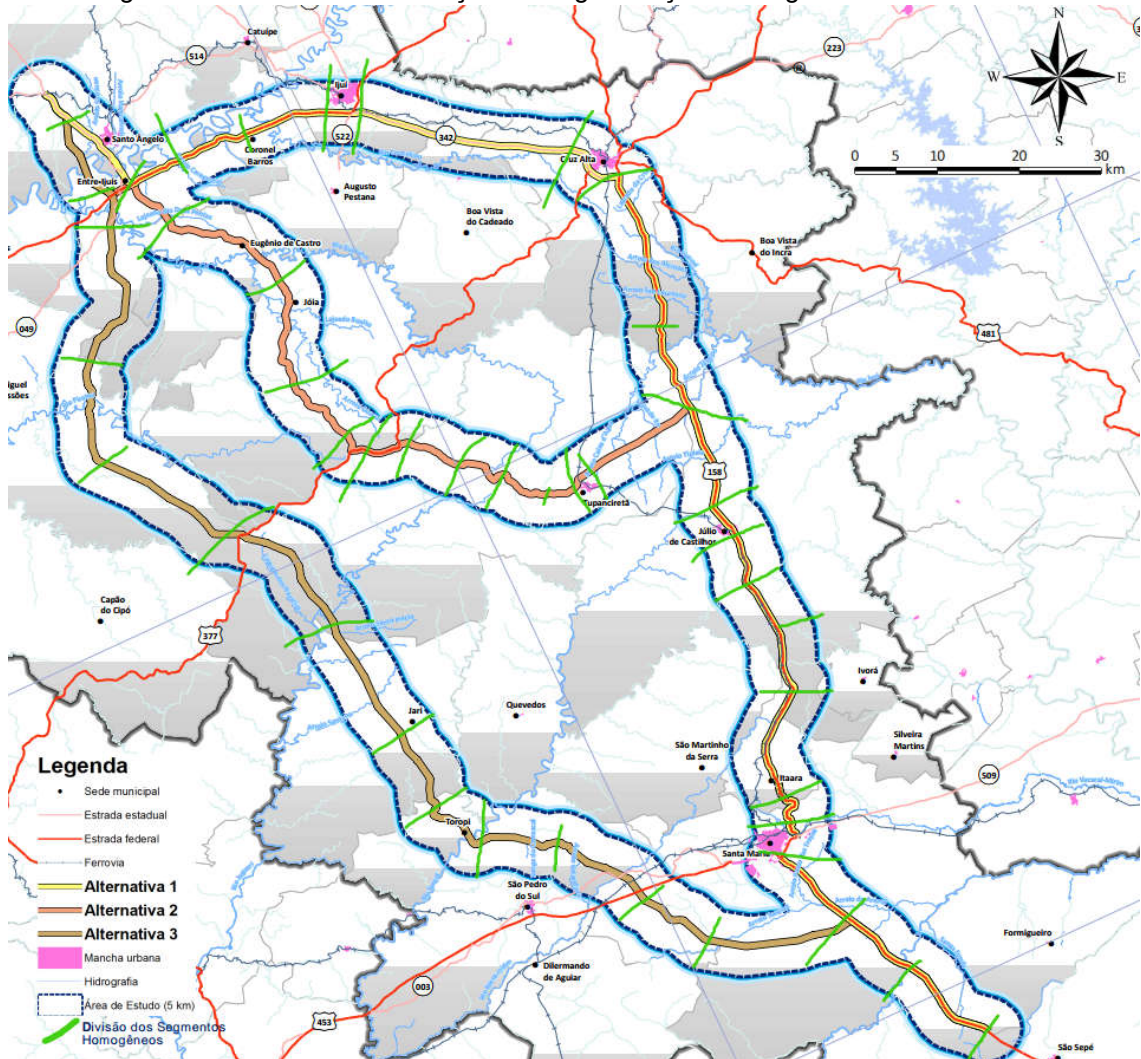 N
W
E
S
0 5 10 20 30
km
514
Catuípe
223
Ijuí
Santo Ângelo
522
342
Coronel
Barros
Cruz Alta
Entre-Ijuís
Augusto
Pestana
Boa Vista
do Cadeado
Eugênio de Castro
Boa Vista
do Incra
Jóia
049
481
158
Tupanciretã
Júlio
de Castilhos
Capão
do Cipó
377
Ivorá
Jari
Quevedos
Silveira
Martins
São Martinho
da Serra
Itaara
509
Toropi
Santa Maria
São Pedro
do Sul
Formigueiro
Dilermando
de Aguiar
003
453
São Sepé
Legenda
Sede municipal
Estrada estadual
Estrada federal
Ferrovia
Alternativa 1
Alternativa 2
Alternativa 3
Mancha urbana
Hidrografia
Área de Estudo (5 km)
Divisão dos Segmentos
Homogêneos